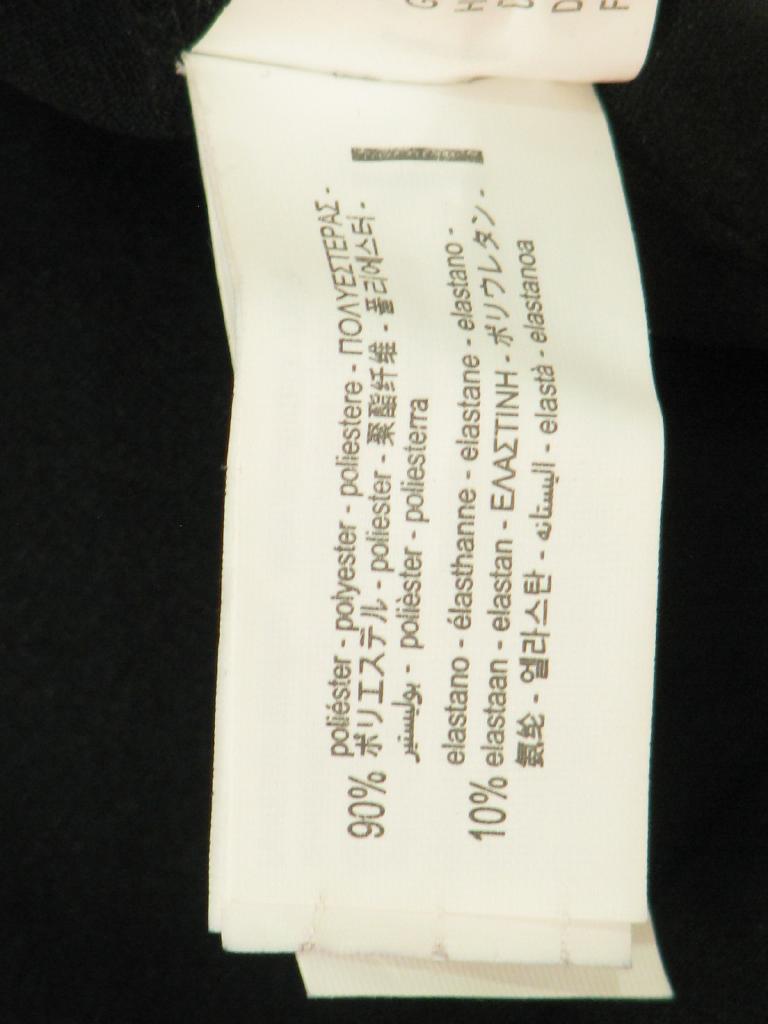 90%
poliéster - polyester - poliestere - ΠΟΛΥΕΣΤΕΡΑΣ -
ポリエステル - poliester - 聚酯纤维 - 폴리에스터 -
بوليستير - polièster - poliesterra
10%
elastano - élasthanne - elastane - elastano -
elastaan - elastan - ΕΛΑΣΤΙΝΗ - ポリウレタン -
氨纶 - 엘라스탄 - اليستانه - elastà - elastanoa